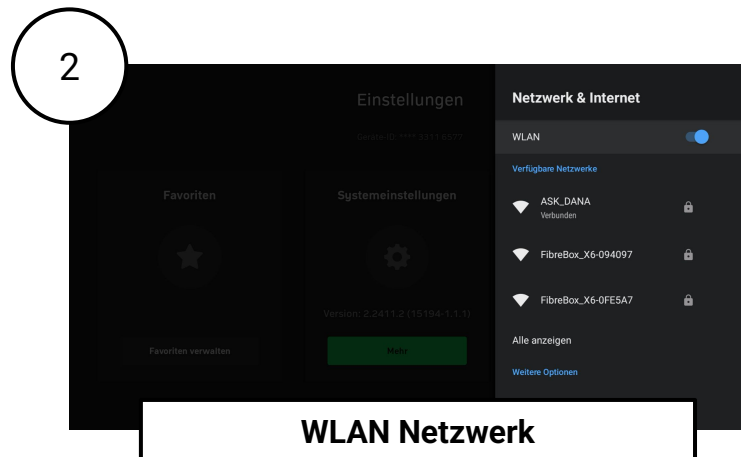 2
Einstellungen
Netzwerk & Internet
WLAN
Verfügbare Netzwerke
Favoriten
Systemeinstellungen
ASK_DANA
Verbunden
FibreBox_X6-094097
FibreBox_X6-0FE5A7
Version: 2.2411.2 (15194-1.1.1)
Alle anzeigen
Favoriten verwalten
Mehr
Weitere Optionen
WLAN Netzwerk